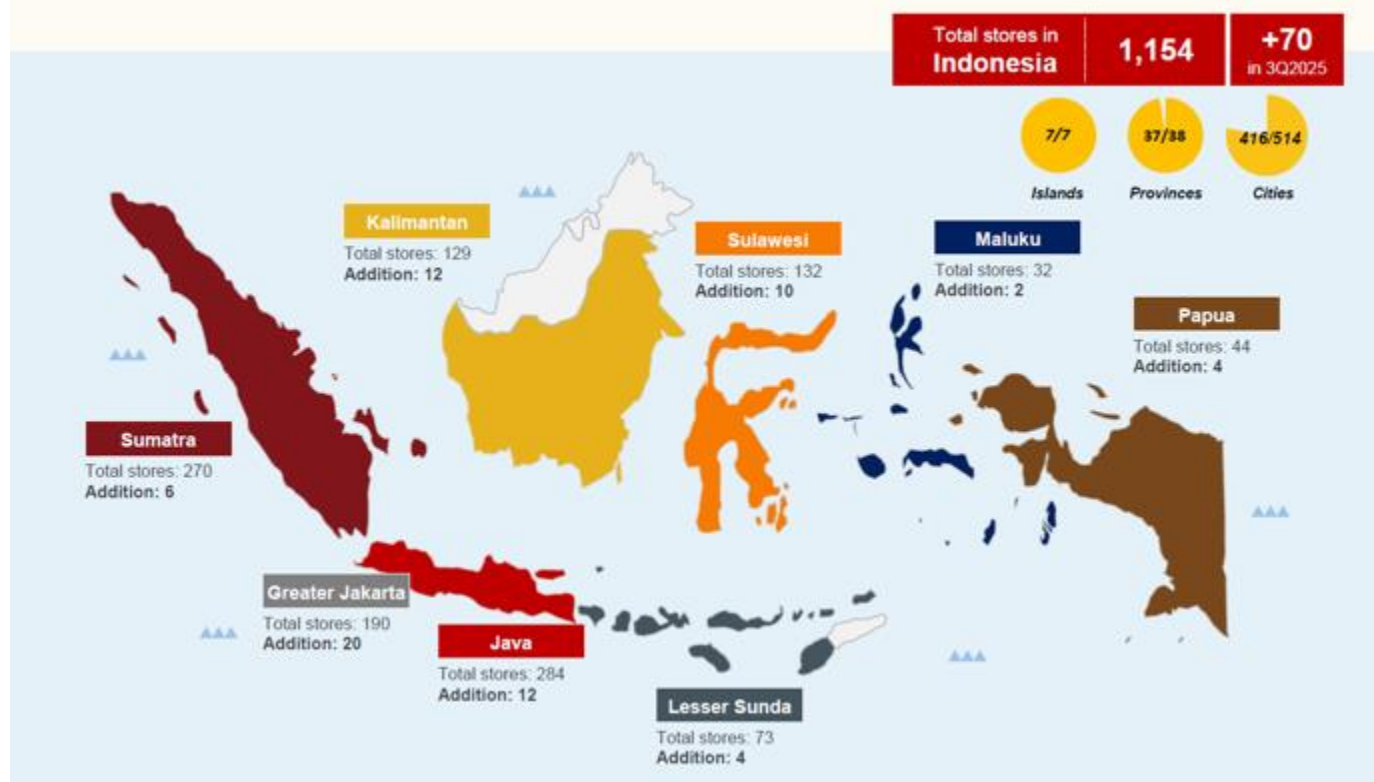 Total stores in
Indonesia
1,154
+70
in 3Q2025
7/7
37/38
416/514
Islands
Provinces
Cities
Kalimantan
Total stores: 129
Addition: 12
Sulawesi
Total stores: 132
Addition: 10
Maluku
Total stores: 32
Addition: 2
Papua
Total stores: 44
Addition: 4
Sumatra
Total stores: 270
Addition: 6
Greater Jakarta
Total stores: 190
Addition: 20
Java
Total stores: 284
Addition: 12
Lesser Sunda
Total stores: 73
Addition: 4